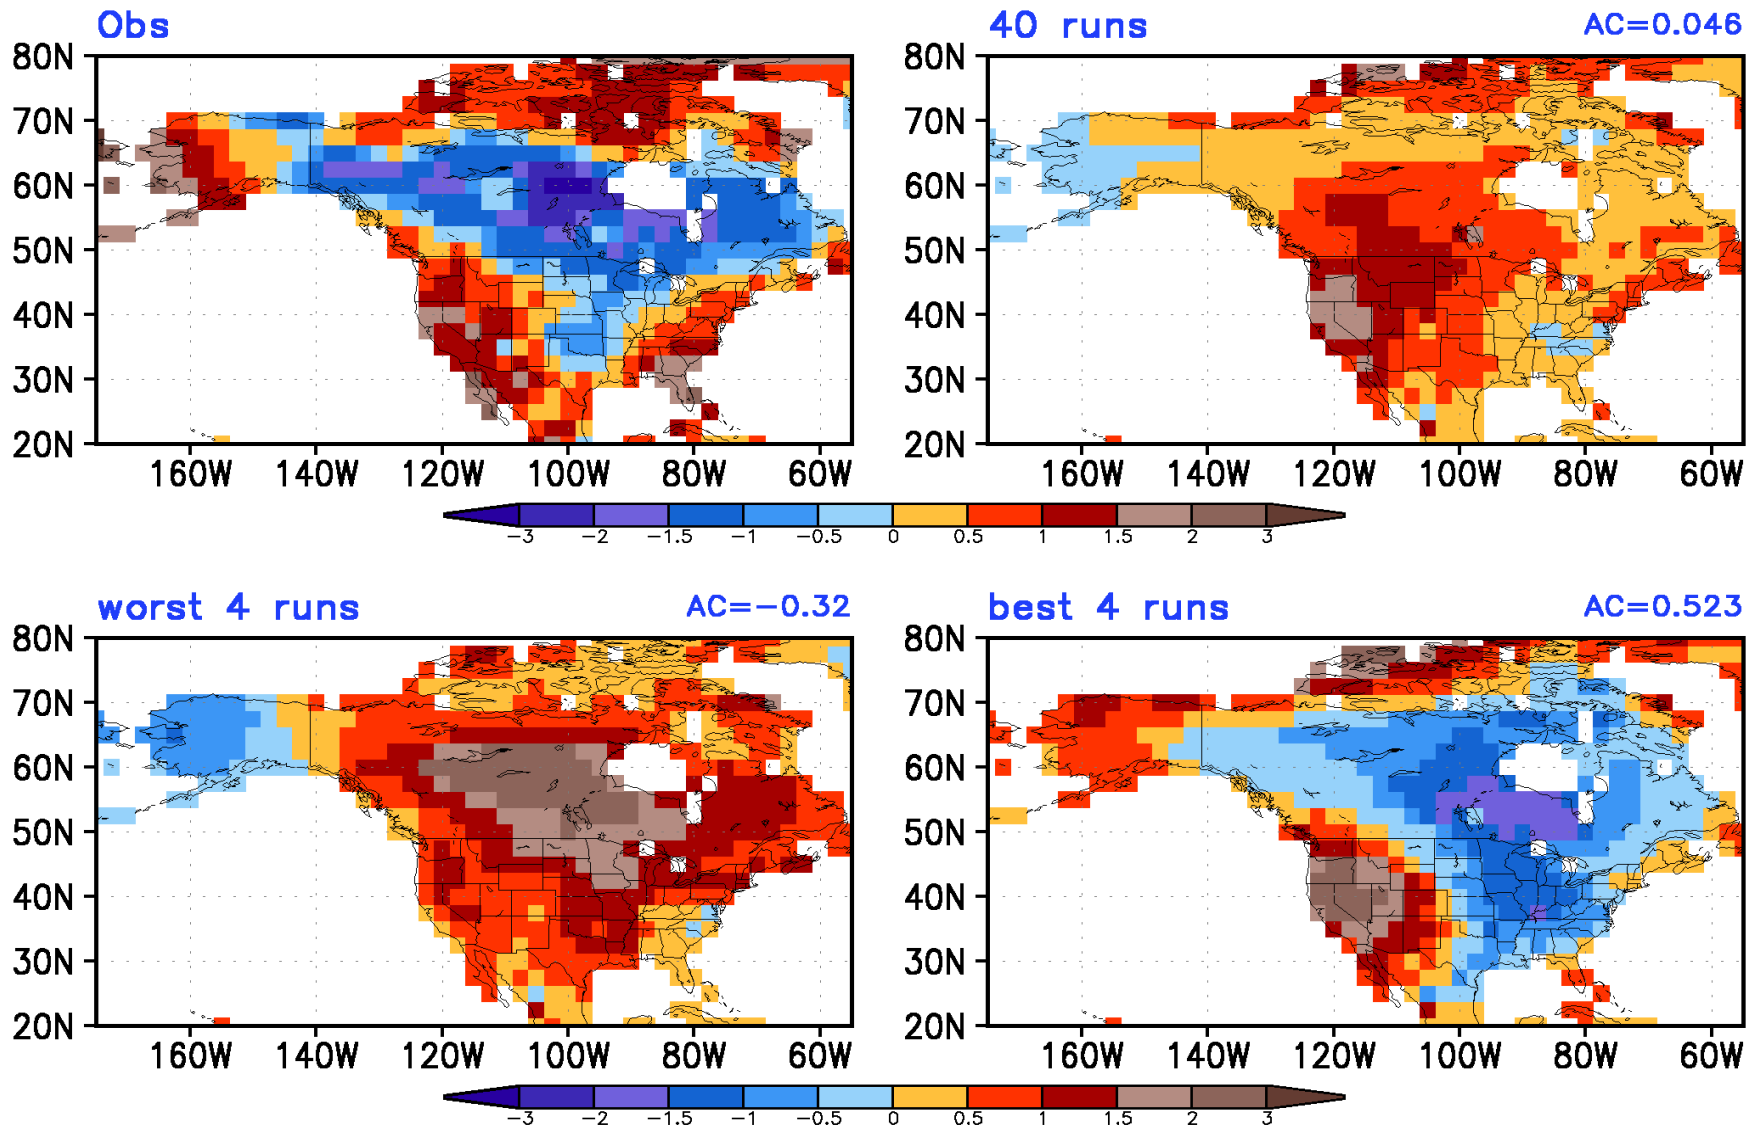 Obs
40 runs AC=0.046
80N 80N
70N 70N
60N 60N
50N 50N
40N 40N
30N 30N
20N 20N
160W 140W 120W 100W 80W 60W 160W 140W 120W 100W 80W 60W
-3 -2 -1.5 -1 -0.5 0 0.5 1 1.5 2 3
worst 4 runs AC=-0.32
best 4 runs AC=0.523
80N 80N
70N 70N
60N 60N
50N 50N
40N 40N
30N 30N
20N 20N
160W 140W 120W 100W 80W 60W 160W 140W 120W 100W 80W 60W
-3 -2 -1.5 -1 -0.5 0 0.5 1 1.5 2 3